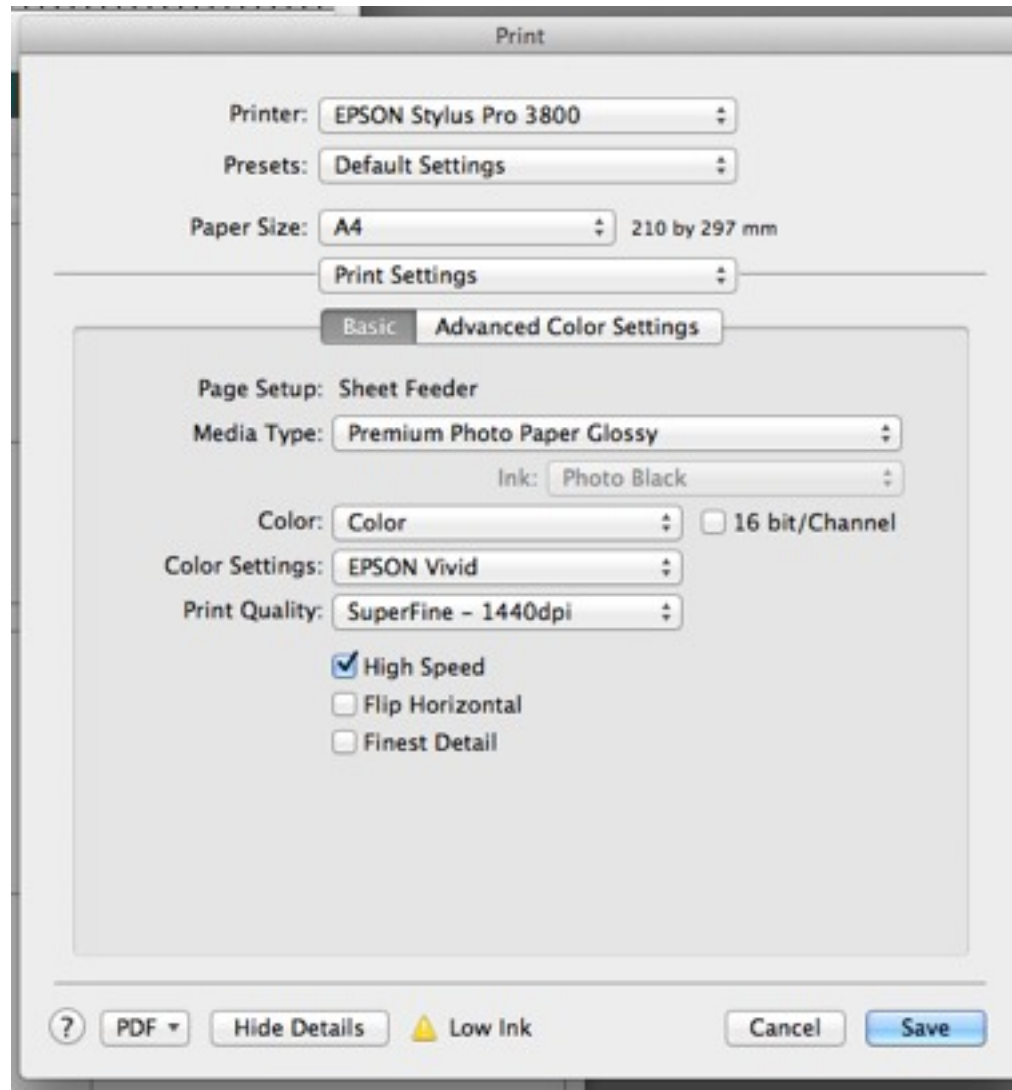 Print
Printer: EPSON Stylus Pro 3800
Presets: Default Settings
Paper Size: A4 210 by 297 mm
Print Settings
Basic Advanced Color Settings
Page Setup: Sheet Feeder
Media Type: Premium Photo Paper Glossy
Ink: Photo Black
Color: Color 16 bit/Channel
Color Settings: EPSON Vivid
Print Quality: SuperFine – 1440dpi
High Speed
Flip Horizontal
Finest Detail
? PDF Hide Details Low Ink Cancel Save